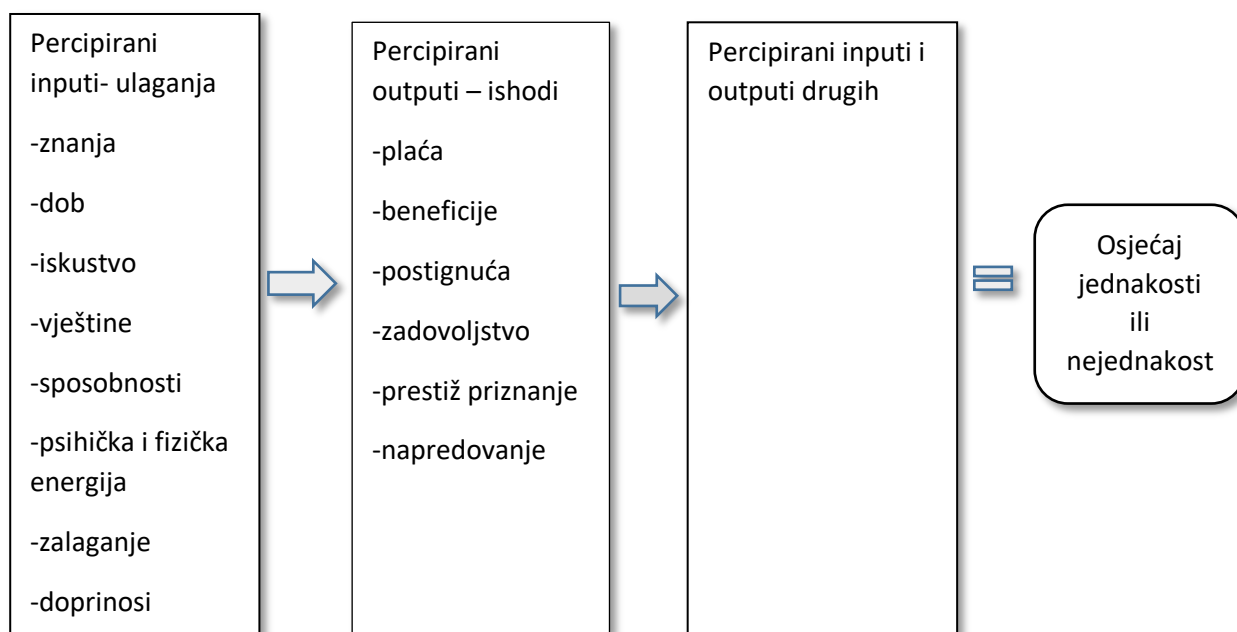 Percipirani
inputi- ulaganja
-znanja
-dob
-iskustvo
-vještine
-sposobnosti
-psihička i fizička
energija
-zalaganje
-doprinosi
Percipirani
outputi – ishodi
-plaća
-beneficije
-postignuća
-zadovoljstvo
-prestiž priznanje
-napredovanje
Percipirani inputi i
outputi drugih
Osjećaj
jednakosti
ili
nejednakost